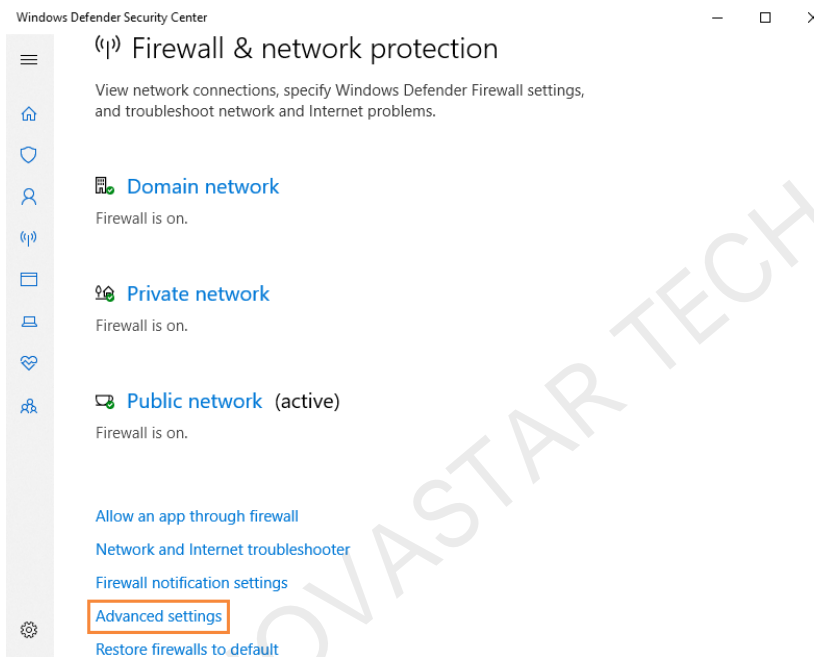 Windows Defender Security Center
Firewall & network protection
View network connections, specify Windows Defender Firewall settings,
and troubleshoot network and Internet problems.
Domain network
Firewall is on.
Private network
Firewall is on.
Public network (active)
Firewall is on.
Allow an app through firewall
Network and Internet troubleshooter
Firewall notification settings
Advanced settings
Restore firewalls to default
OVASTAR TECH